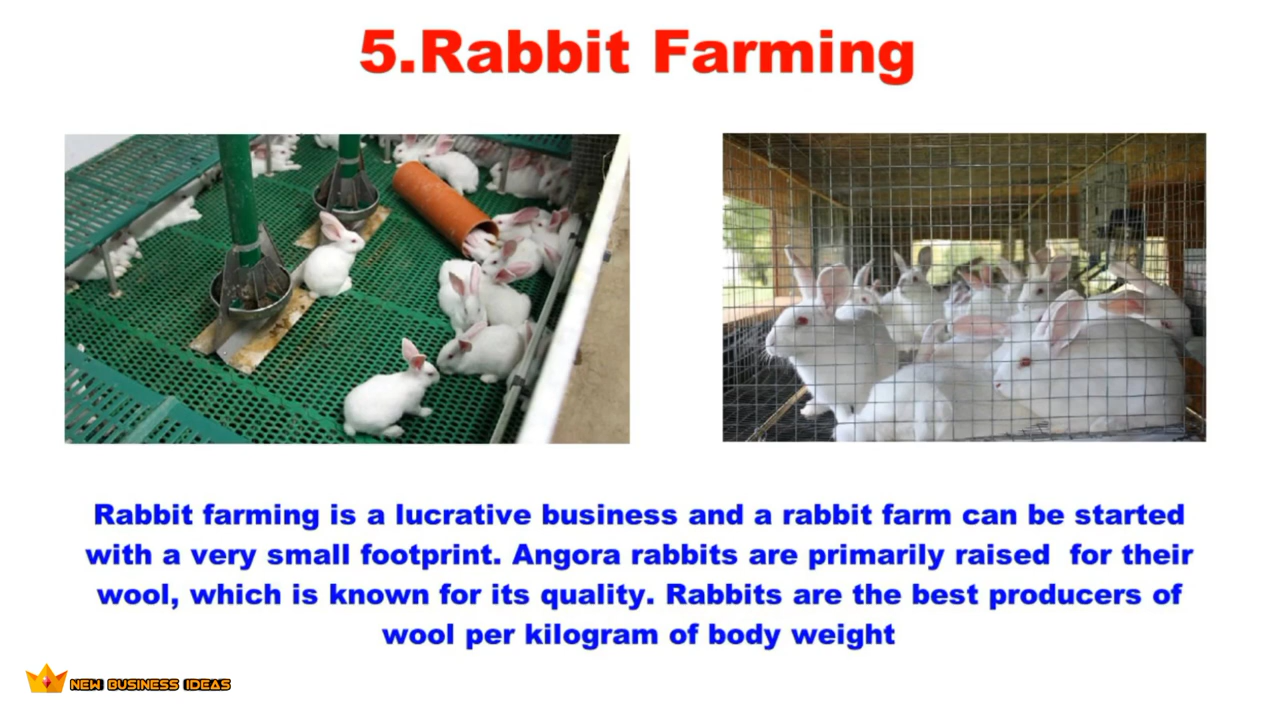 5.Rabbit Farming
Rabbit farming is a lucrative business and a rabbit farm can be started
with a very small footprint. Angora rabbits are primarily raised  for their
wool, which is known for its quality. Rabbits are the best producers of
wool per kilogram of body weight
NEW BUSINESS IDEAS